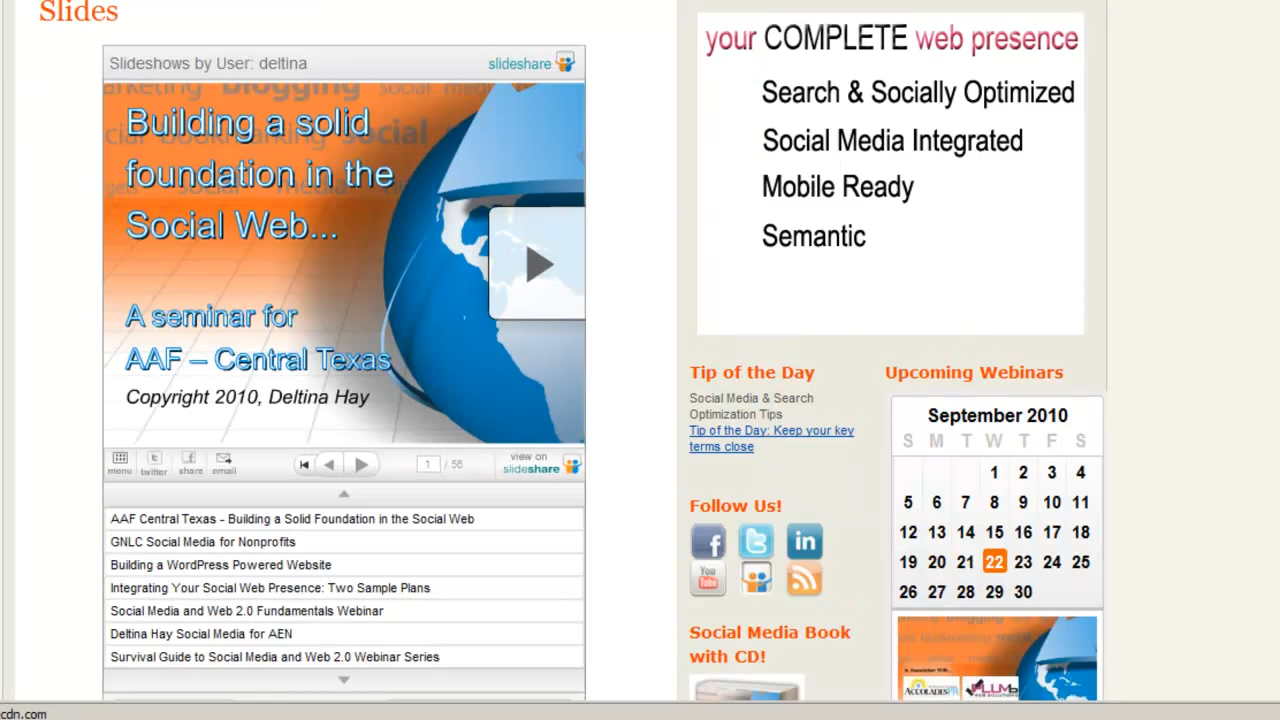 Slides
Slideshows by User: deltina
slideshare
Building a solid
foundation in the
Social Web...
A seminar for
AAF – Central Texas
Copyright 2010, Deltina Hay
menu
twitter
share
email
1 / 56
view on
slideshare
AAF Central Texas - Building a Solid Foundation in the Social Web
GNLC Social Media for Nonprofits
Building a WordPress Powered Website
Integrating Your Social Web Presence: Two Sample Plans
Social Media and Web 2.0 Fundamentals Webinar
Deltina Hay Social Media for AEN
Survival Guide to Social Media and Web 2.0 Webinar Series
your COMPLETE web presence
Search & Socially Optimized
Social Media Integrated
Mobile Ready
Semantic
Tip of the Day
Social Media & Search
Optimization Tips
Tip of the Day: Keep your key
terms close
Follow Us!
You
Tube
Social Media Book
with CD!
Upcoming Webinars
September 2010
S M T W T F S
1 2 3 4
5 6 7 8 9 10 11
12 13 14 15 16 17 18
19 20 21 22 23 24 25
26 27 28 29 30
cdn.com